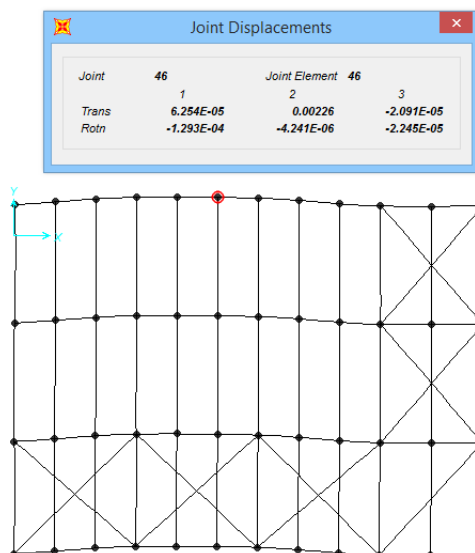 Joint Displacements
Joint 46 Joint Element 46
1 2 3
Trans 6.254E-05 0.00226 -2.091E-05
Rotn -1.293E-04 -4.241E-06 -2.245E-05
Y
X